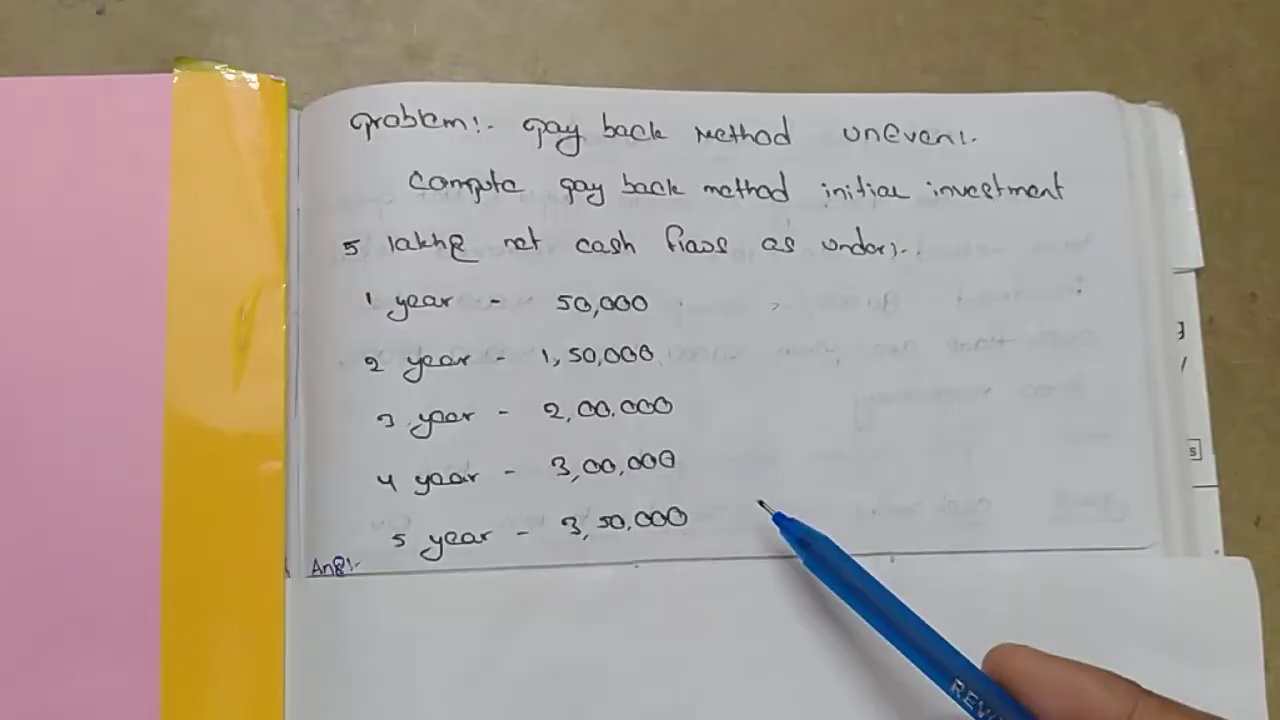 Problem:- pay back method uneven:-
Compute pay back method initial investment
5 lakhs net cash flows as under:-
1 year - 50,000
2 year - 1,50,000
3 year - 2,00,000
4 year - 3,00,000
5 year - 3,50,000
Ans:-
REV
S